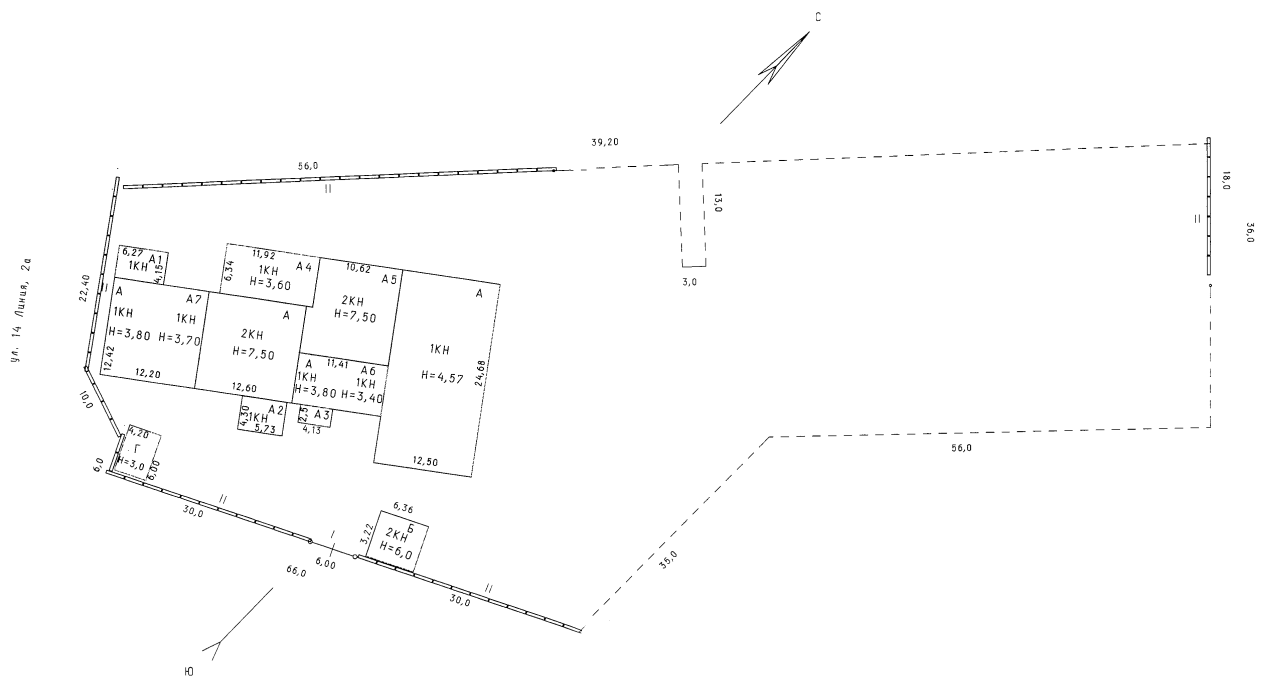 С
39,20
56,0
II
18,0
13,0
II
36,0
3,0
ул. 14 Линия, 2а
22,40
II
6,27
А1
1КН
4,15
11,92
А4
1КН
6,34
Н=3,60
10,62
А5
2КН
Н=7,50
А
1КН
Н=4,57
24,68
12,50
А
А7
1КН
1КН
Н=3,80
Н=3,70
12,42
12,20
А
2КН
Н=7,50
12,60
11,41
А
А6
1КН
1КН
Н=3,80
Н=3,40
А2
4,30
1КН
5,73
2,5
А3
4,13
10,0
4,20
Г
Н=3,0
6,00
6,0
II
30,0
I
6,00
66,0
6,36
Б
3,22
2КН
Н=6,0
II
30,0
35,0
56,0
Ю